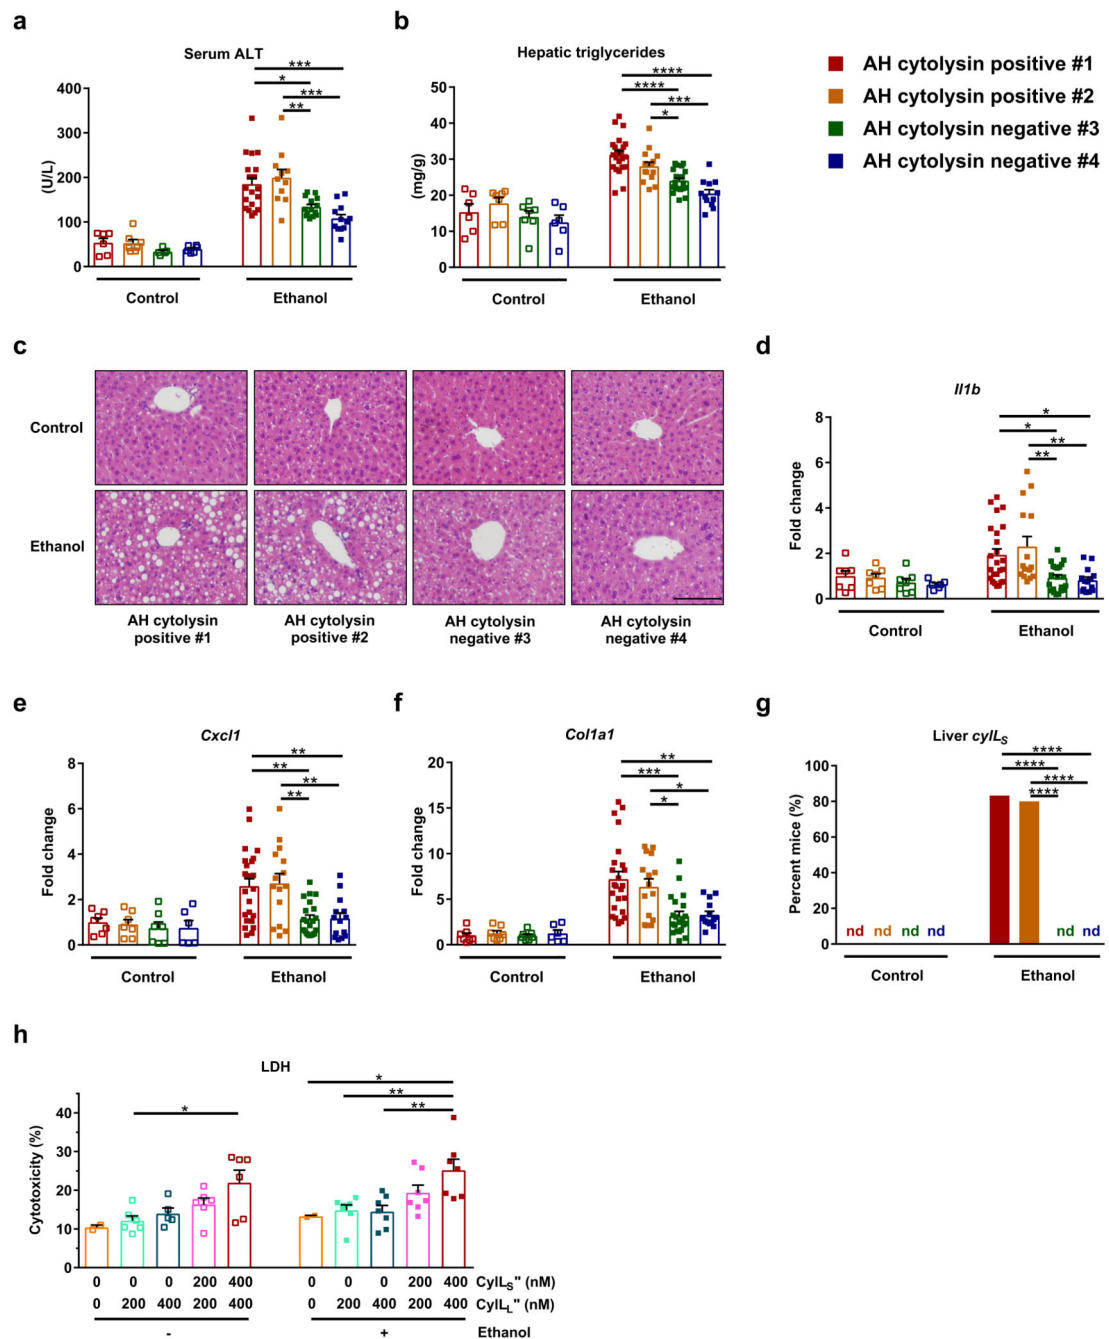 a
Serum ALT
(U/L)
400
300
200
100
0
***
*
***
**
Control
Ethanol
b
Hepatic triglycerides
(mg/g)
50
40
30
20
10
0
****
****
***
*
Control
Ethanol
AH cytolysin positive #1
AH cytolysin positive #2
AH cytolysin negative #3
AH cytolysin negative #4
c
Control
Ethanol
AH cytolysin positive #1
AH cytolysin positive #2
AH cytolysin negative #3
AH cytolysin negative #4
d
Il1b
Fold change
8
6
4
2
0
*
*
**
**
Control
Ethanol
e
Cxcl1
Fold change
8
6
4
2
0
**
**
**
**
Control
Ethanol
f
Col1a1
Fold change
20
15
10
5
0
**
***
*
*
Control
Ethanol
g
Liver cylLS
Percent mice (%)
100
80
60
40
20
0
****
****
****
****
nd nd nd nd nd nd
Control
Ethanol
h
LDH
Cytotoxicity (%)
40
30
20
10
0
*
*
**
**
0 0 0 200 400 0 0 0 200 400 CylLS" (nM)
0 200 400 200 400 0 200 400 200 400 CylLL" (nM)
- + Ethanol